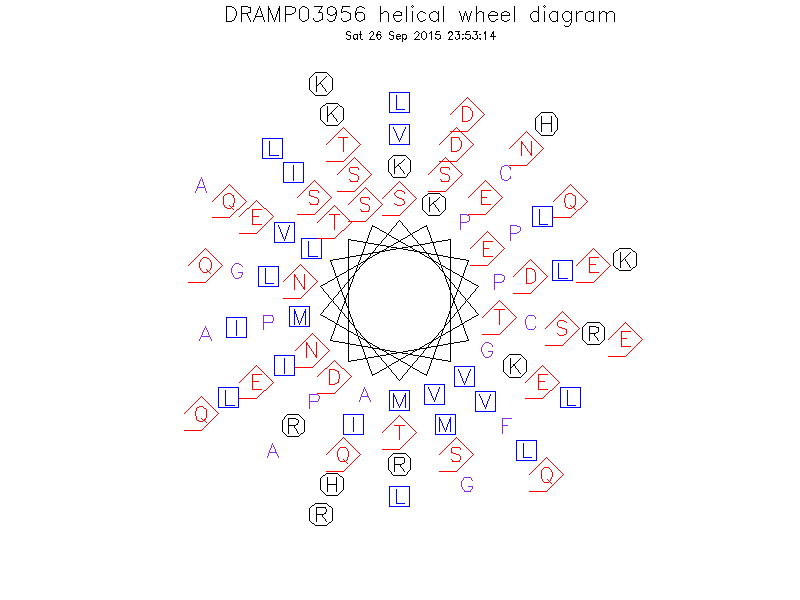 DRAMP03956 helical wheel diagram
Sat 26 Sep 2015 23:53:14
K
L
K D
H
V
T D
L N
K
I S S C
A
Q S S E Q
S K
E T P L
V P
L E
Q G L N P D L E K
A I P M T C S R E
N G
I K
D V
E E
L P A M V V L
Q
R I T M F
A Q S L
R
Q
H G
L
R